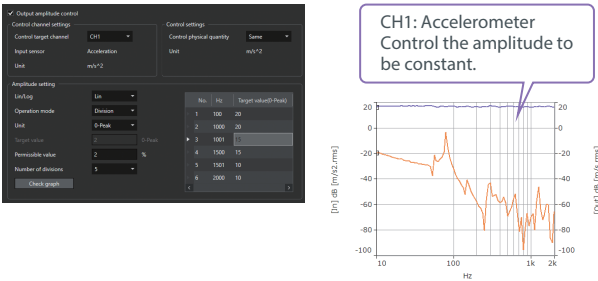 Output amplitude control
Control channel settings
Control target channel CH1
Input sensor Acceleration
Unit m/s^2
Control settings
Control physical quantity Same
Unit m/s^2
Amplitude setting
Lin/Log Lin
Operation mode Division
Unit 0-Peak
Target value 2 0-Peak
Permissible value 2 %
Number of divisions 5
Check graph
No. Hz Target value(0-Peak)
1 100 20
2 1000 20
3 1001 15
4 1500 15
5 1501 10
6 2000 10
CH1: Accelerometer
Control the amplitude to
be constant.
[In] dB [m/s2.rms]
20
0
-20
-40
-60
-80
-100
20
0
-20
-40
-60
-80
-100
[Out] dB [m/s.rms]
10 100 1k 2k
Hz